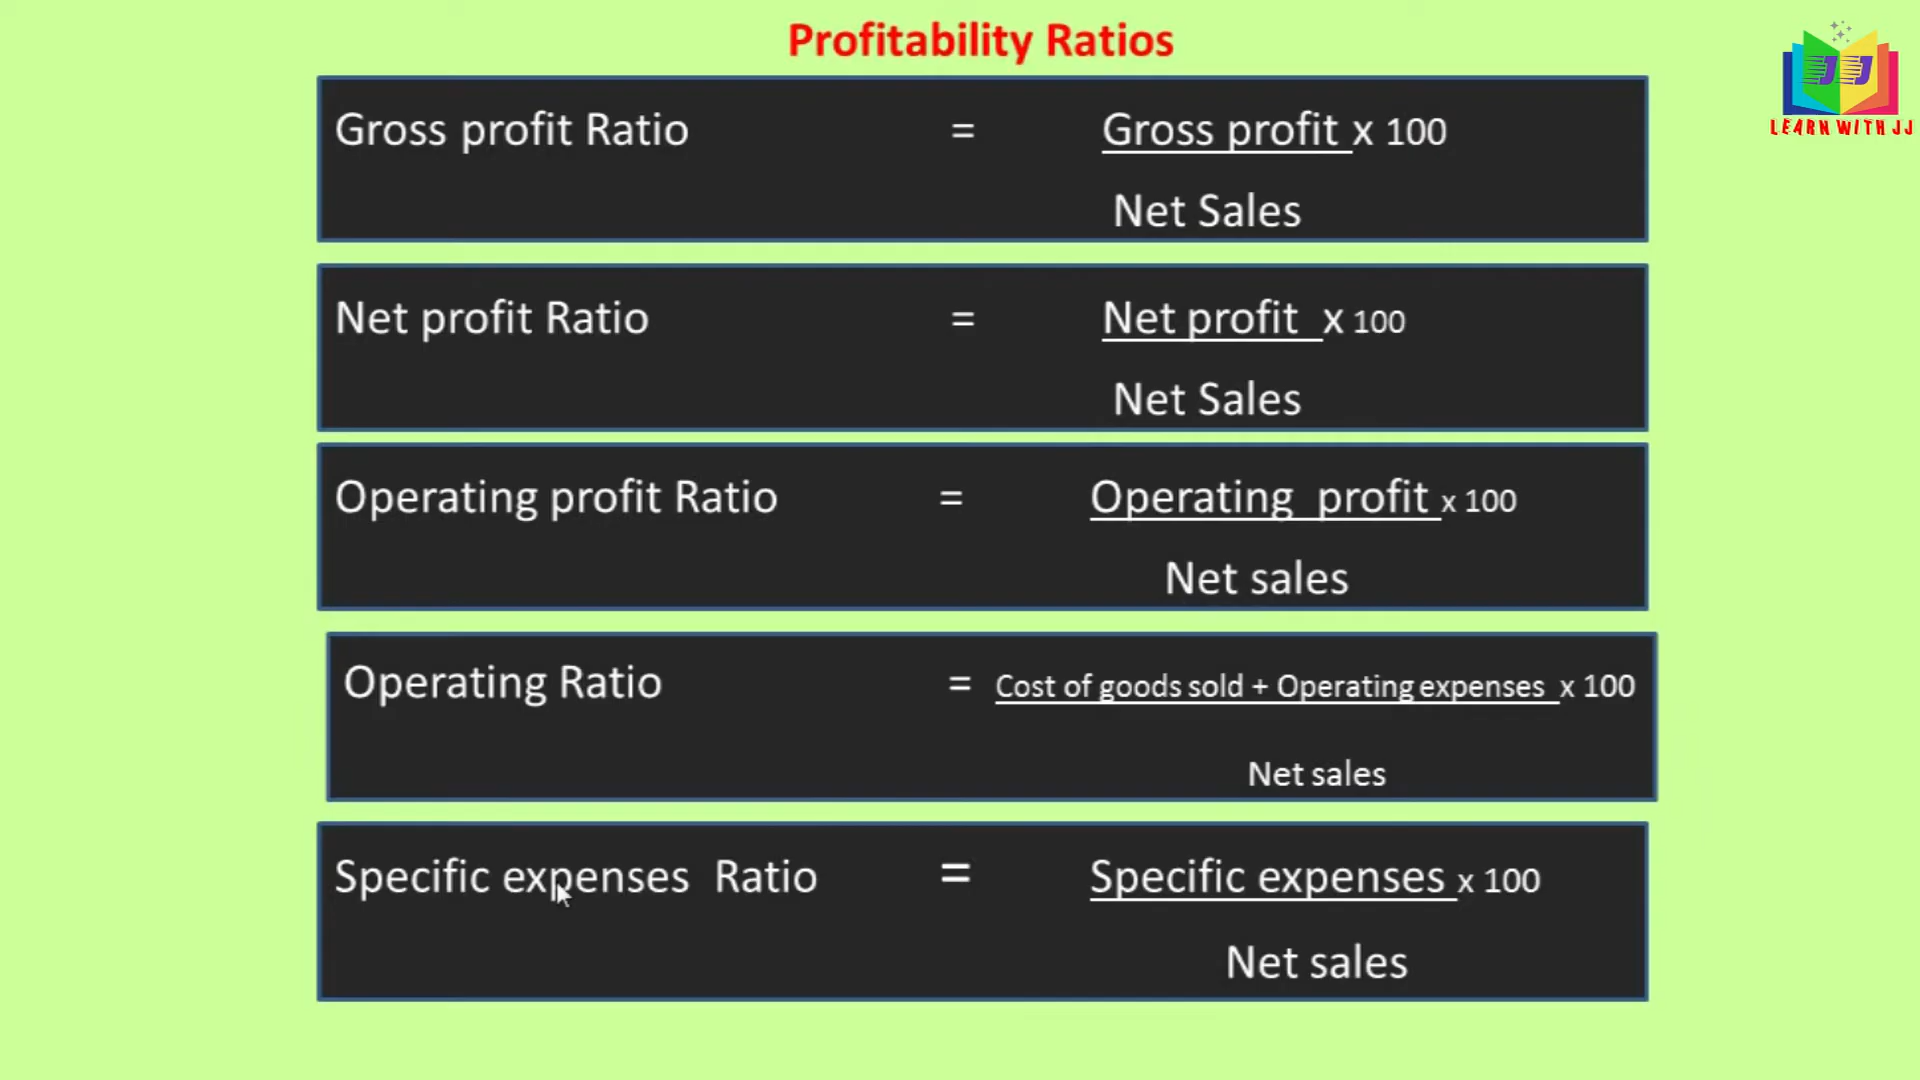 Profitability Ratios
JJ
LEARN WITH JJ
Gross profit Ratio = Gross profit x 100
Net Sales
Net profit Ratio = Net profit x 100
Net Sales
Operating profit Ratio = Operating profit x 100
Net sales
Operating Ratio = Cost of goods sold + Operating expenses x 100
Net sales
Specific expenses Ratio = Specific expenses x 100
Net sales